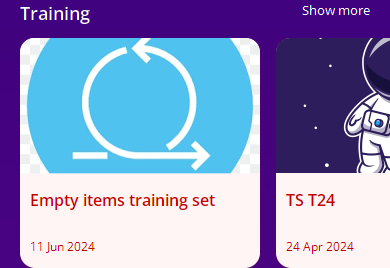 Training
Show more
Empty items training set
11 Jun 2024
TS T24
24 Apr 2024